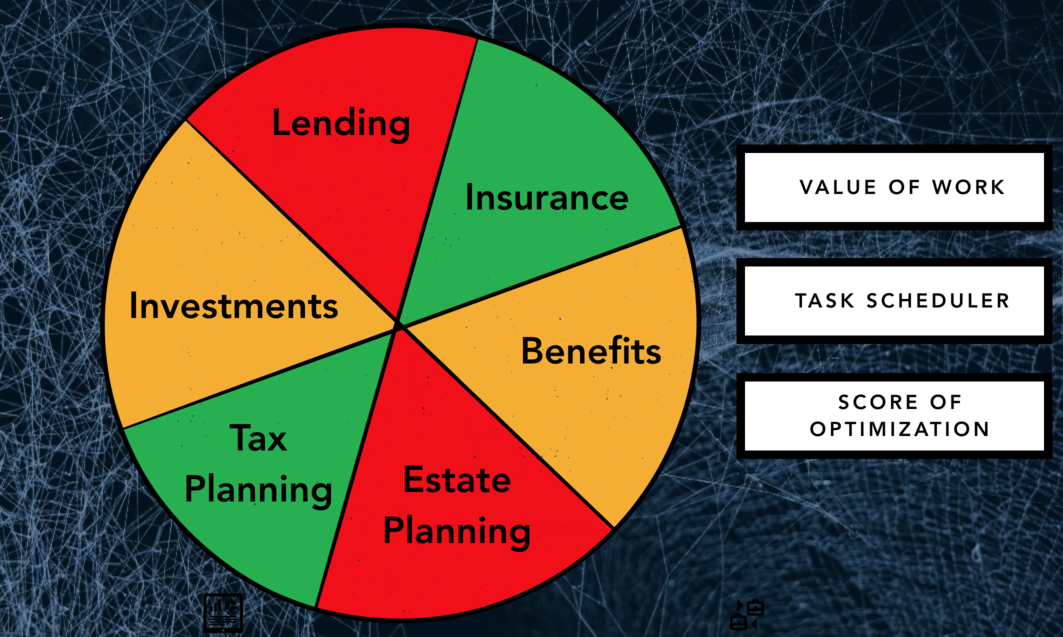 Lending
Insurance
Investments
Benefits
Tax
Planning
Estate
Planning
VALUE OF WORK
TASK SCHEDULER
SCORE OF
OPTIMIZATION